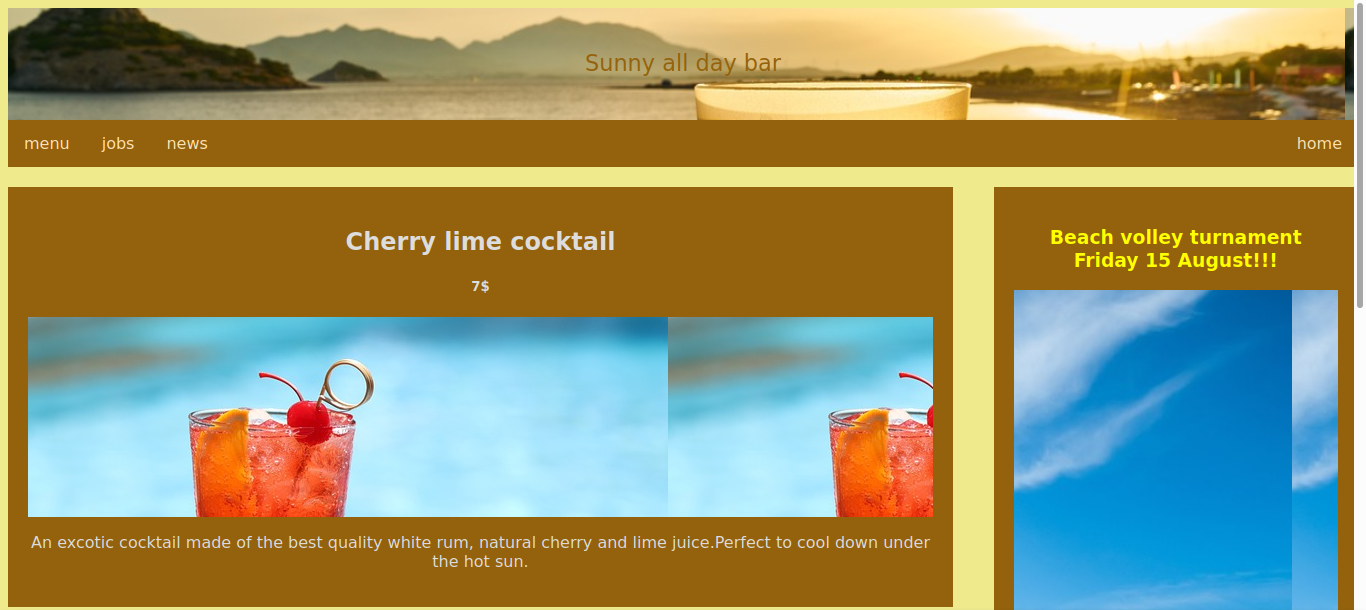 Sunny all day bar
menu jobs news home
Cherry lime cocktail
7$
An excotic cocktail made of the best quality white rum, natural cherry and lime juice.Perfect to cool down under
the hot sun.
Beach volley turnament
Friday 15 August!!!